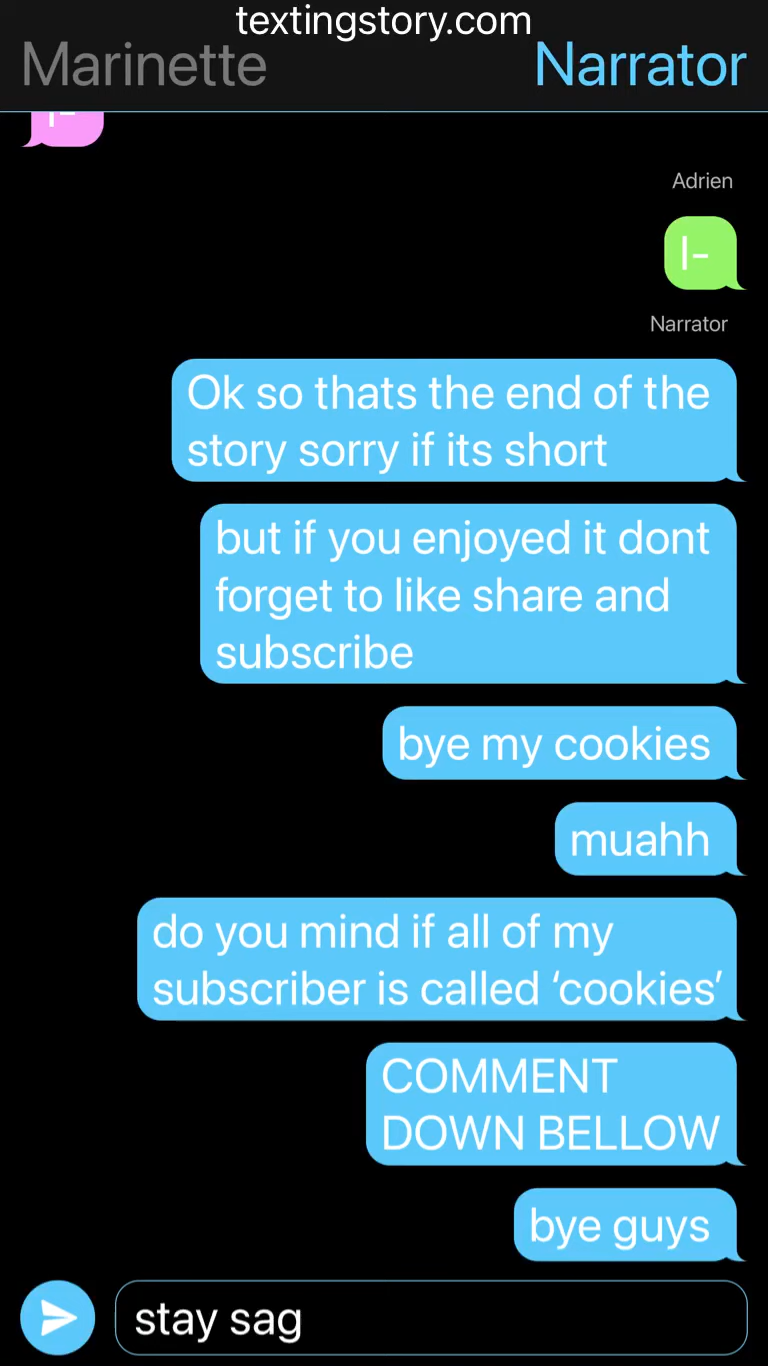 textingstory.com
Marinette
Narrator
I-
Adrien
I-
Narrator
Ok so thats the end of the
story sorry if its short
but if you enjoyed it dont
forget to like share and
subscribe
bye my cookies
muahh
do you mind if all of my
subscriber is called ‘cookies’
COMMENT
DOWN BELLOW
bye guys
stay sag